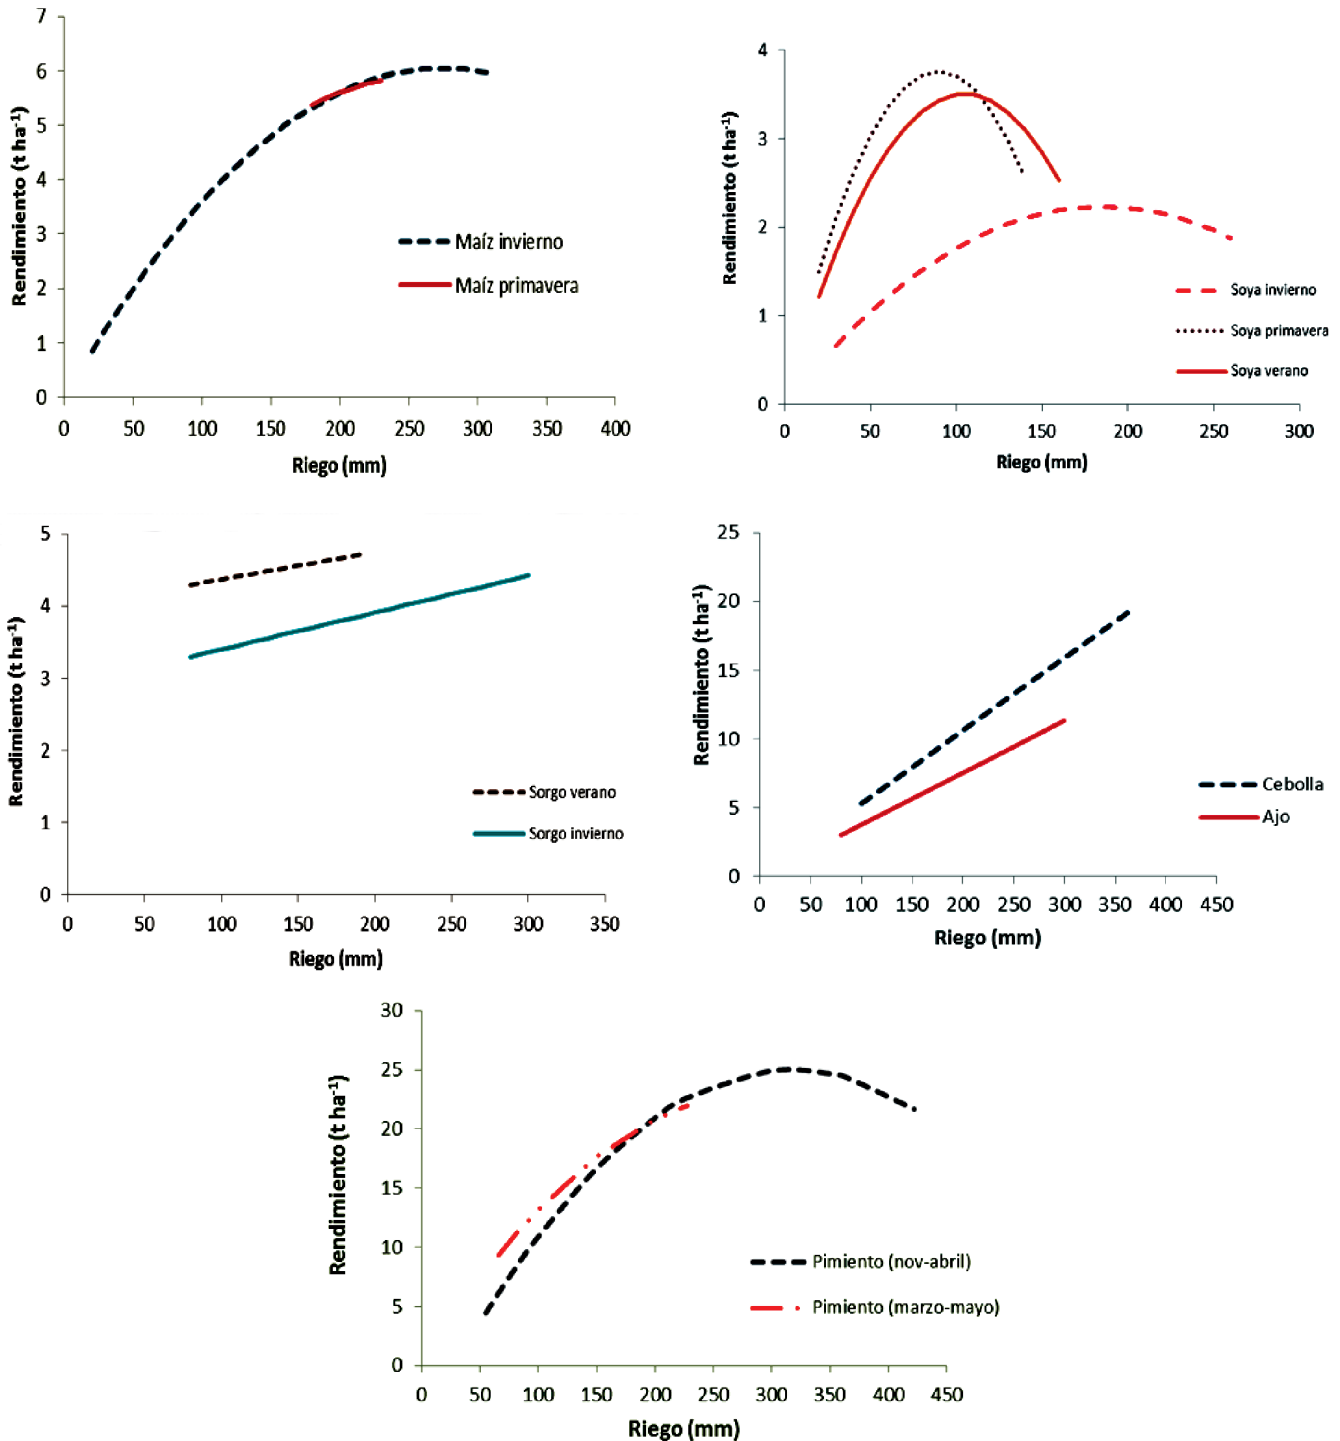 7
6
5
4
3
2
1
0
Rendimiento (t ha⁻¹)
Maíz invierno
Maíz primavera
0 50 100 150 200 250 300 350 400
Riego (mm)
4
3
2
1
0
Rendimiento (t ha⁻¹)
Soya invierno
Soya primavera
Soya verano
0 50 100 150 200 250 300
Riego (mm)
5
4
3
2
1
0
Rendimiento (t ha⁻¹)
Sorgo verano
Sorgo invierno
0 50 100 150 200 250 300 350
Riego (mm)
25
20
15
10
5
0
Rendimiento (t ha⁻¹)
Cebolla
Ajo
0 50 100 150 200 250 300 350 400 450
Riego (mm)
30
25
20
15
10
5
0
Rendimiento (t ha⁻¹)
Pimiento (nov-abril)
Pimiento (marzo-mayo)
0 50 100 150 200 250 300 350 400 450
Riego (mm)